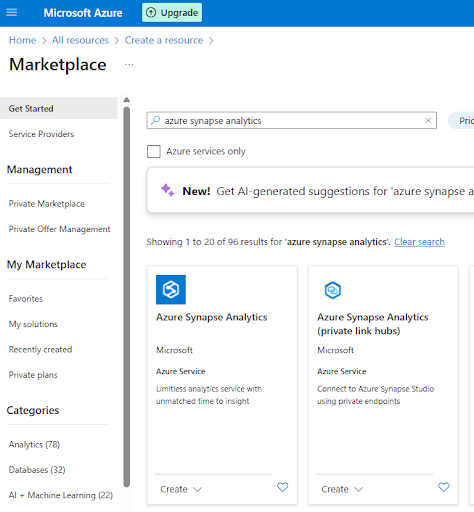 Microsoft Azure
Upgrade
Home > All resources > Create a resource >
Marketplace ...
Get Started
Service Providers
Management
Private Marketplace
Private Offer Management
My Marketplace
Favorites
My solutions
Recently created
Private plans
Categories
Analytics (78)
Databases (32)
AI + Machine Learning (22)
azure synapse analytics
Azure services only
New! Get AI-generated suggestions for 'azure synapse
Showing 1 to 20 of 96 results for 'azure synapse analytics'. Clear search
Azure Synapse Analytics
Microsoft
Azure Service
Limitless analytics service with
unmatched time to insight
Create
Azure Synapse Analytics
(private link hubs)
Microsoft
Azure Service
Connect to Azure Synapse Studio
using private endpoints
Create